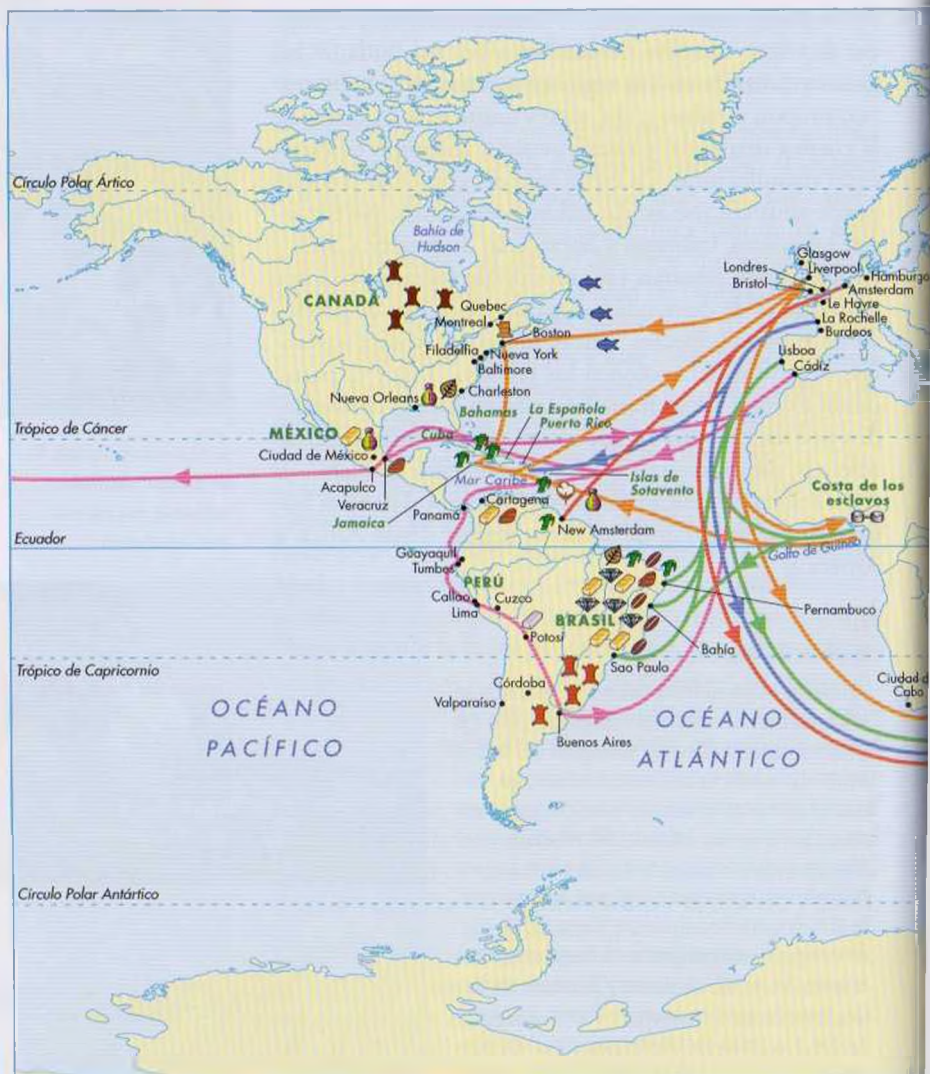 Círculo Polar Ártico
Bahía de
Hudson
Glasgow
Londres
Liverpool
Hamburgo
Bristol
Amsterdam
CANADÁ
Quebec
Le Havre
La Rochelle
Montreal
Boston
Burdeos
Filadelfia
Nueva York
Lisboa
Baltimore
Cádiz
Nueva Orleans
Charleston
Bahamas
La Española
Puerto Rico
Trópico de Cáncer
MÉXICO
Cuba
Ciudad de México
Mar Caribe
Islas de
Sotavento
Costa de los
esclavos
Acapulco
Veracruz
Cartagena
Jamaica
Panamá
New Amsterdam
Ecuador
Golfo de Guinea
Guayaquil
Tumbes
PERÚ
Callao
Cuzco
Lima
Pernambuco
BRASIL
Potosí
Bahía
Trópico de Capricornio
Sao Paulo
Córdoba
Ciudad d
Cabo
Valparaíso
OCÉANO
PACÍFICO
OCÉANO
ATLÁNTICO
Buenos Aires
Círculo Polar Antártico